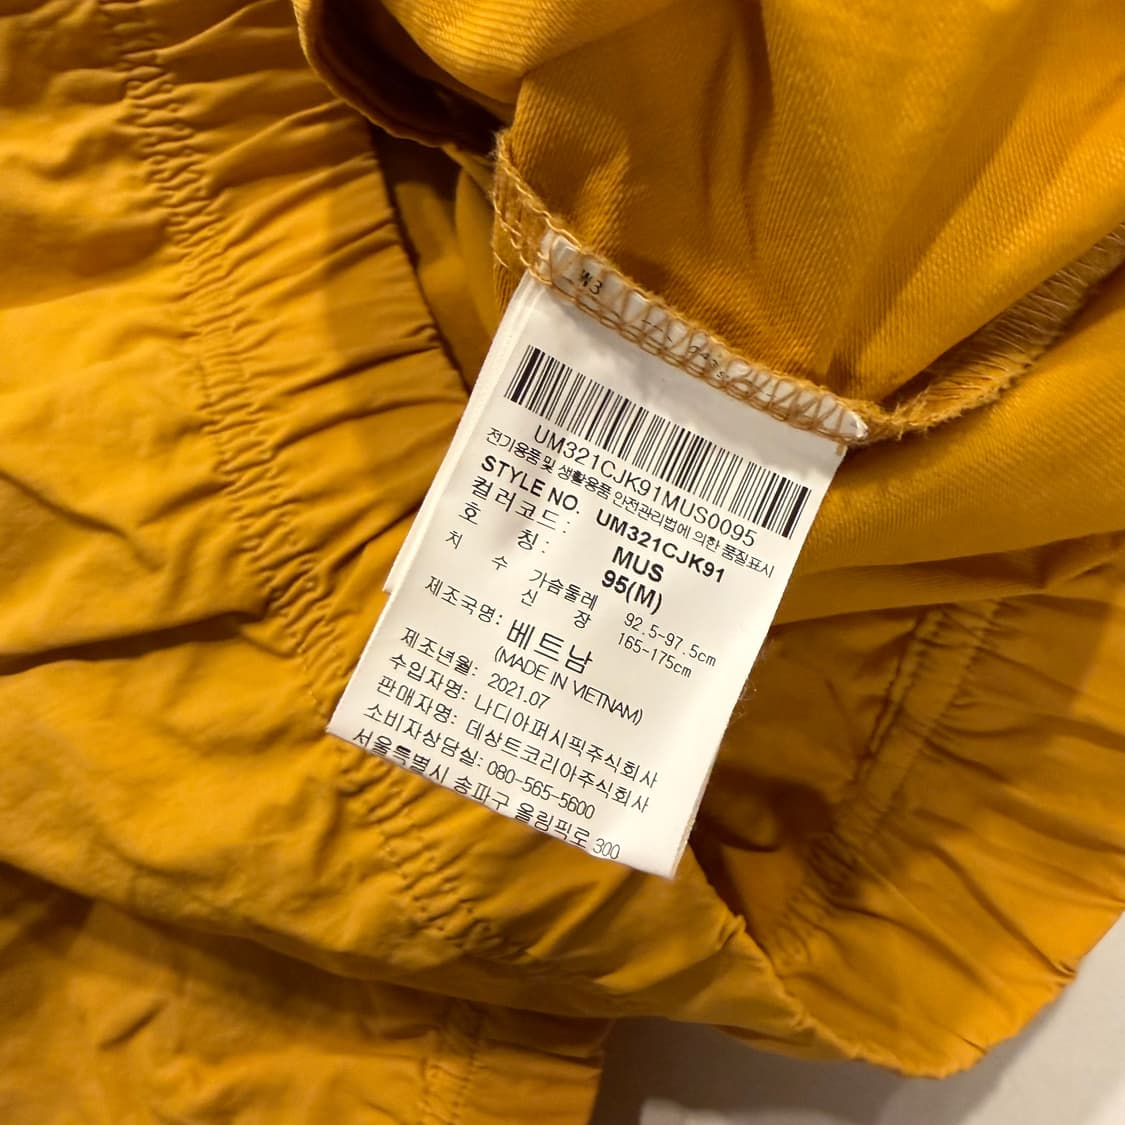 UM321CJK91MUS0095
전기용품 및 생활용품 안전관리법에 의한 품질표시
STYLE NO. UM321CJK91
컬러코드: MUS
호 칭: 95(M)
치 수 가슴둘레 92.5~97.5cm
신 장 165~175cm
제조국명: 베트남
(MADE IN VIETNAM)
제조년월: 2021.07
수입자명: 나디아퍼시픽주식회사
판매자명: 데상트코리아주식회사
소비자상담실: 080-565-5600
서울특별시 송파구 올림픽로 300